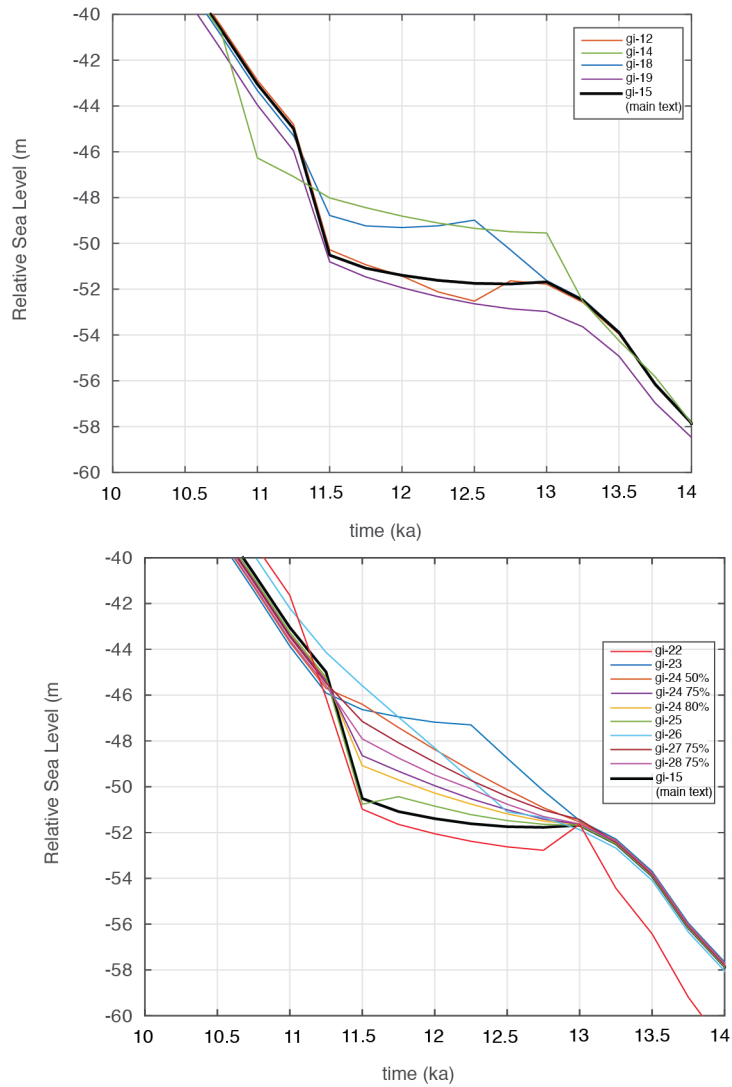 -40
-42
-44
-46
-48
-50
-52
-54
-56
-58
-60
Relative Sea Level (m
gi-12
gi-14
gi-18
gi-19
gi-15
(main text)
10 10.5 11 11.5 12 12.5 13 13.5 14
time (ka)
-40
-42
-44
-46
-48
-50
-52
-54
-56
-58
-60
Relative Sea Level (m
gi-22
gi-23
gi-24 50%
gi-24 75%
gi-24 80%
gi-25
gi-26
gi-27 75%
gi-28 75%
gi-15
(main text)
10 10.5 11 11.5 12 12.5 13 13.5 14
time (ka)